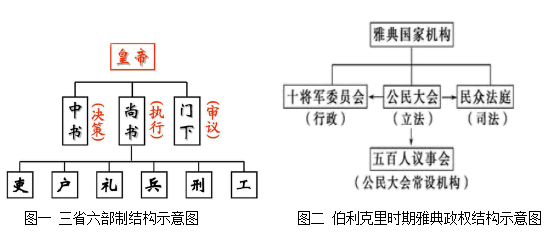 皇帝
中书 (决策) 尚书 (执行) 门下 (审议)
吏 户 礼 兵 刑 工
图一 三省六部制结构示意图
雅典国家机构
十将军委员会 公民大会 民众法庭
(行政) (立法) (司法)
五百人议事会
(公民大会常设机构)
图二 伯利克里时期雅典政权结构示意图